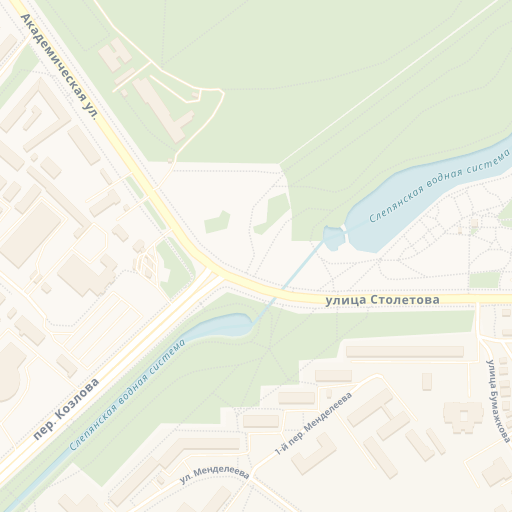 Академическая ул.
Слепянская водная система
улица Столетова
Слепянская водная система
пер. Козлова
улица Бумажкова
1-й пер. Менделеева
ул. Менделеева